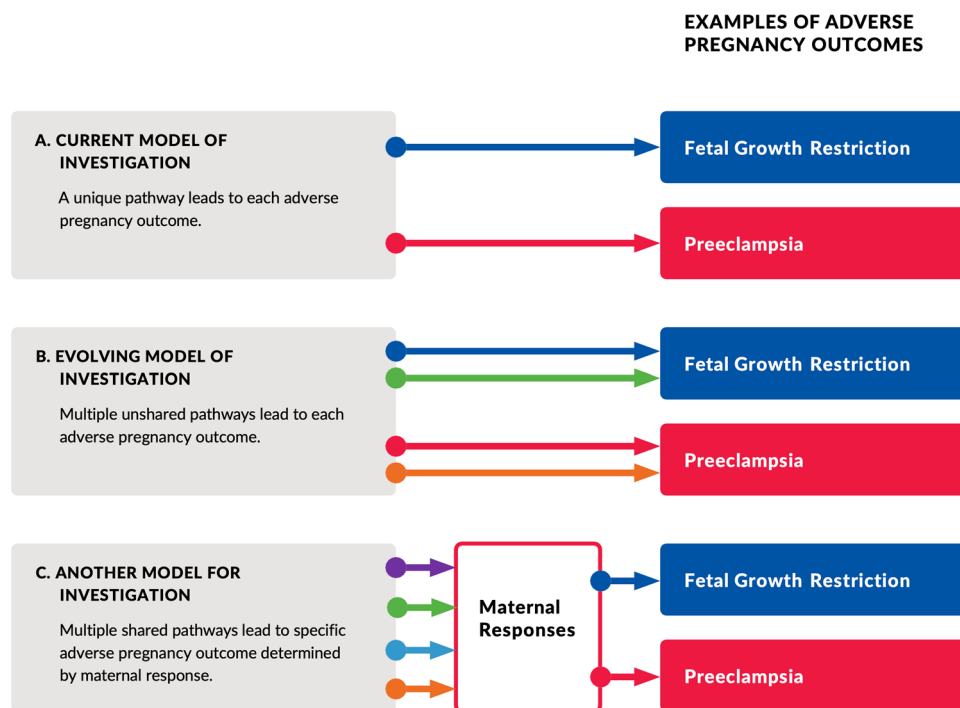 EXAMPLES OF ADVERSE
PREGNANCY OUTCOMES
A. CURRENT MODEL OF
INVESTIGATION
A unique pathway leads to each adverse
pregnancy outcome.
Fetal Growth Restriction
Preeclampsia
B. EVOLVING MODEL OF
INVESTIGATION
Multiple unshared pathways lead to each
adverse pregnancy outcome.
Fetal Growth Restriction
Preeclampsia
C. ANOTHER MODEL FOR
INVESTIGATION
Multiple shared pathways lead to specific
adverse pregnancy outcome determined
by maternal response.
Maternal
Responses
Fetal Growth Restriction
Preeclampsia